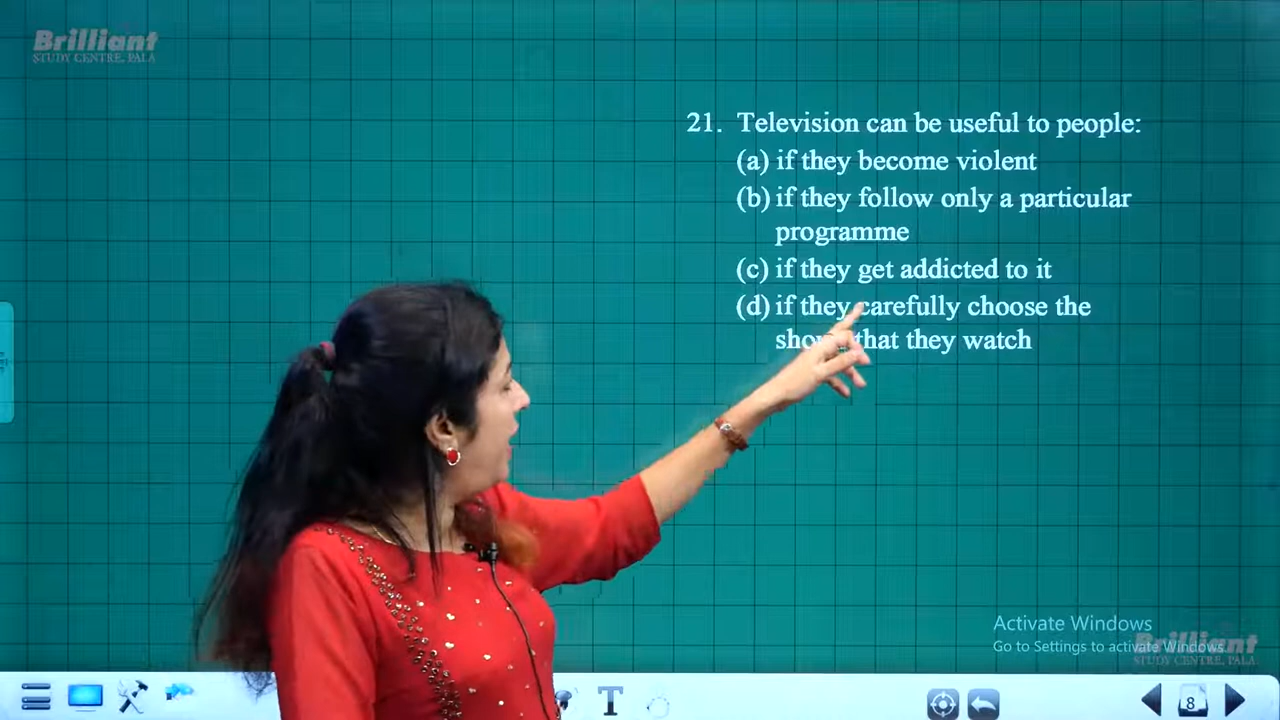 Brilliant
STUDY CENTRE, PALA
21. Television can be useful to people:
(a) if they become violent
(b) if they follow only a particular
programme
(c) if they get addicted to it
(d) if they carefully choose the
that they watch
Activate Windows
Go to Settings to activate Windows.
Brilliant
STUDY CENTRE, PALA
T
8